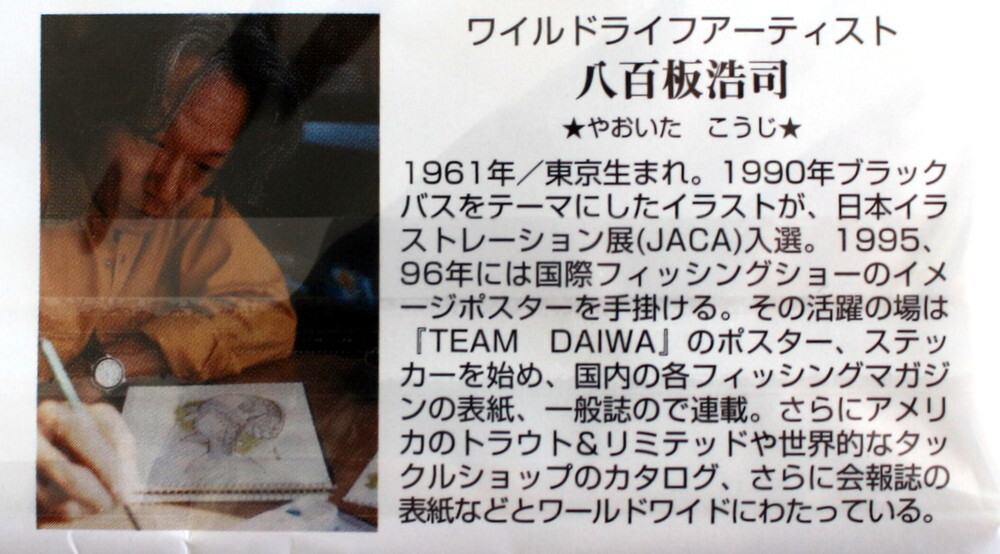 ワイルドライフアーティスト
八百板浩司
★やおいた　こうじ★
1961年／東京生まれ。1990年ブラック
バスをテーマにしたイラストが、日本イラ
ストレーション展(JACA)入選。1995、
96年には国際フィッシングショーのイメ
ージポスターを手掛ける。その活躍の場は
『TEAM　DAIWA』のポスター、ステッ
カーを始め、国内の各フィッシングマガジ
ンの表紙、一般誌ので連載。さらにアメリ
カのトラウト＆リミテッドや世界的なタッ
クルショップのカタログ、さらに会報誌の
表紙などとワールドワイドにわたっている。